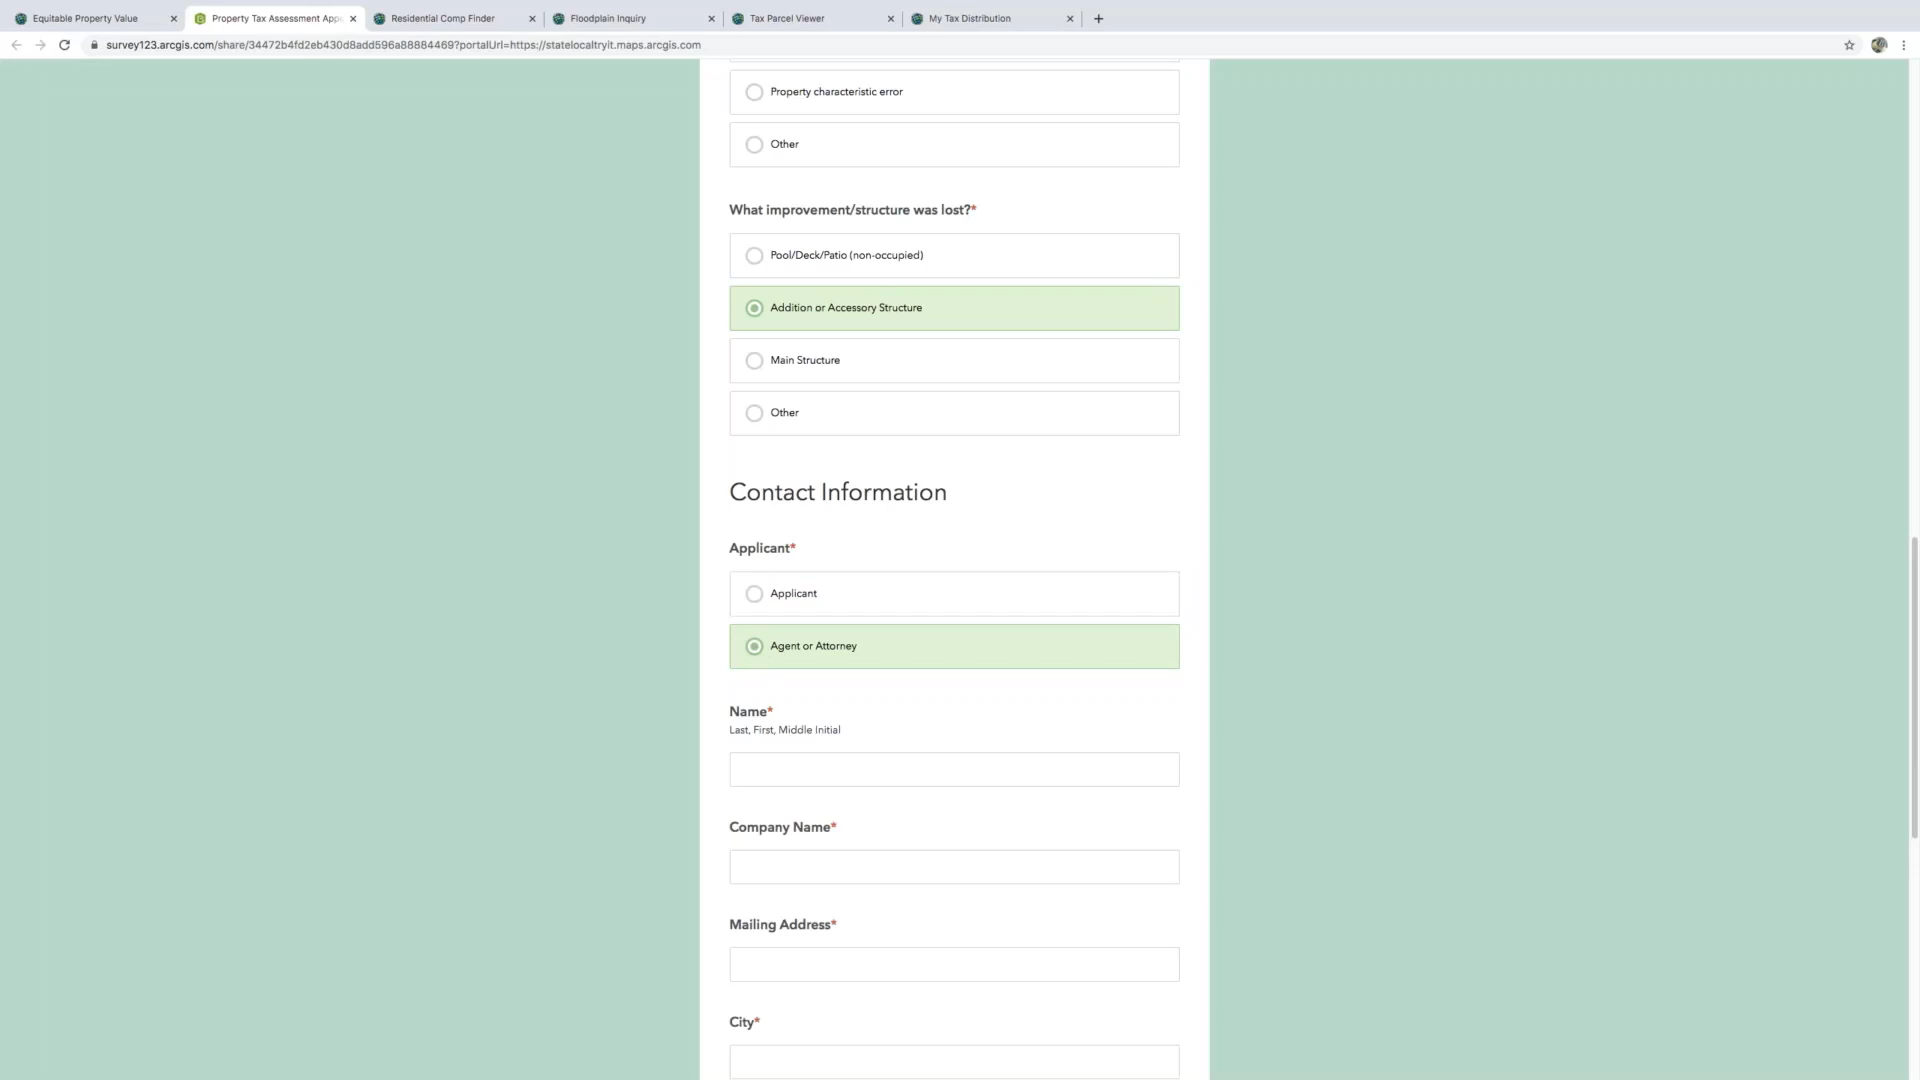 Equitable Property Value
Property Tax Assessment App
Residential Comp Finder
Floodplain Inquiry
Tax Parcel Viewer
My Tax Distribution
survey123.arcgis.com/share/34472b4fd2eb430d8add596a88884469?portalUrl=https://statelocaltryit.maps.arcgis.com
Property characteristic error
Other
What improvement/structure was lost?*
Pool/Deck/Patio (non-occupied)
Addition or Accessory Structure
Main Structure
Other
Contact Information
Applicant*
Applicant
Agent or Attorney
Name*
Last, First, Middle Initial
Company Name*
Mailing Address*
City*